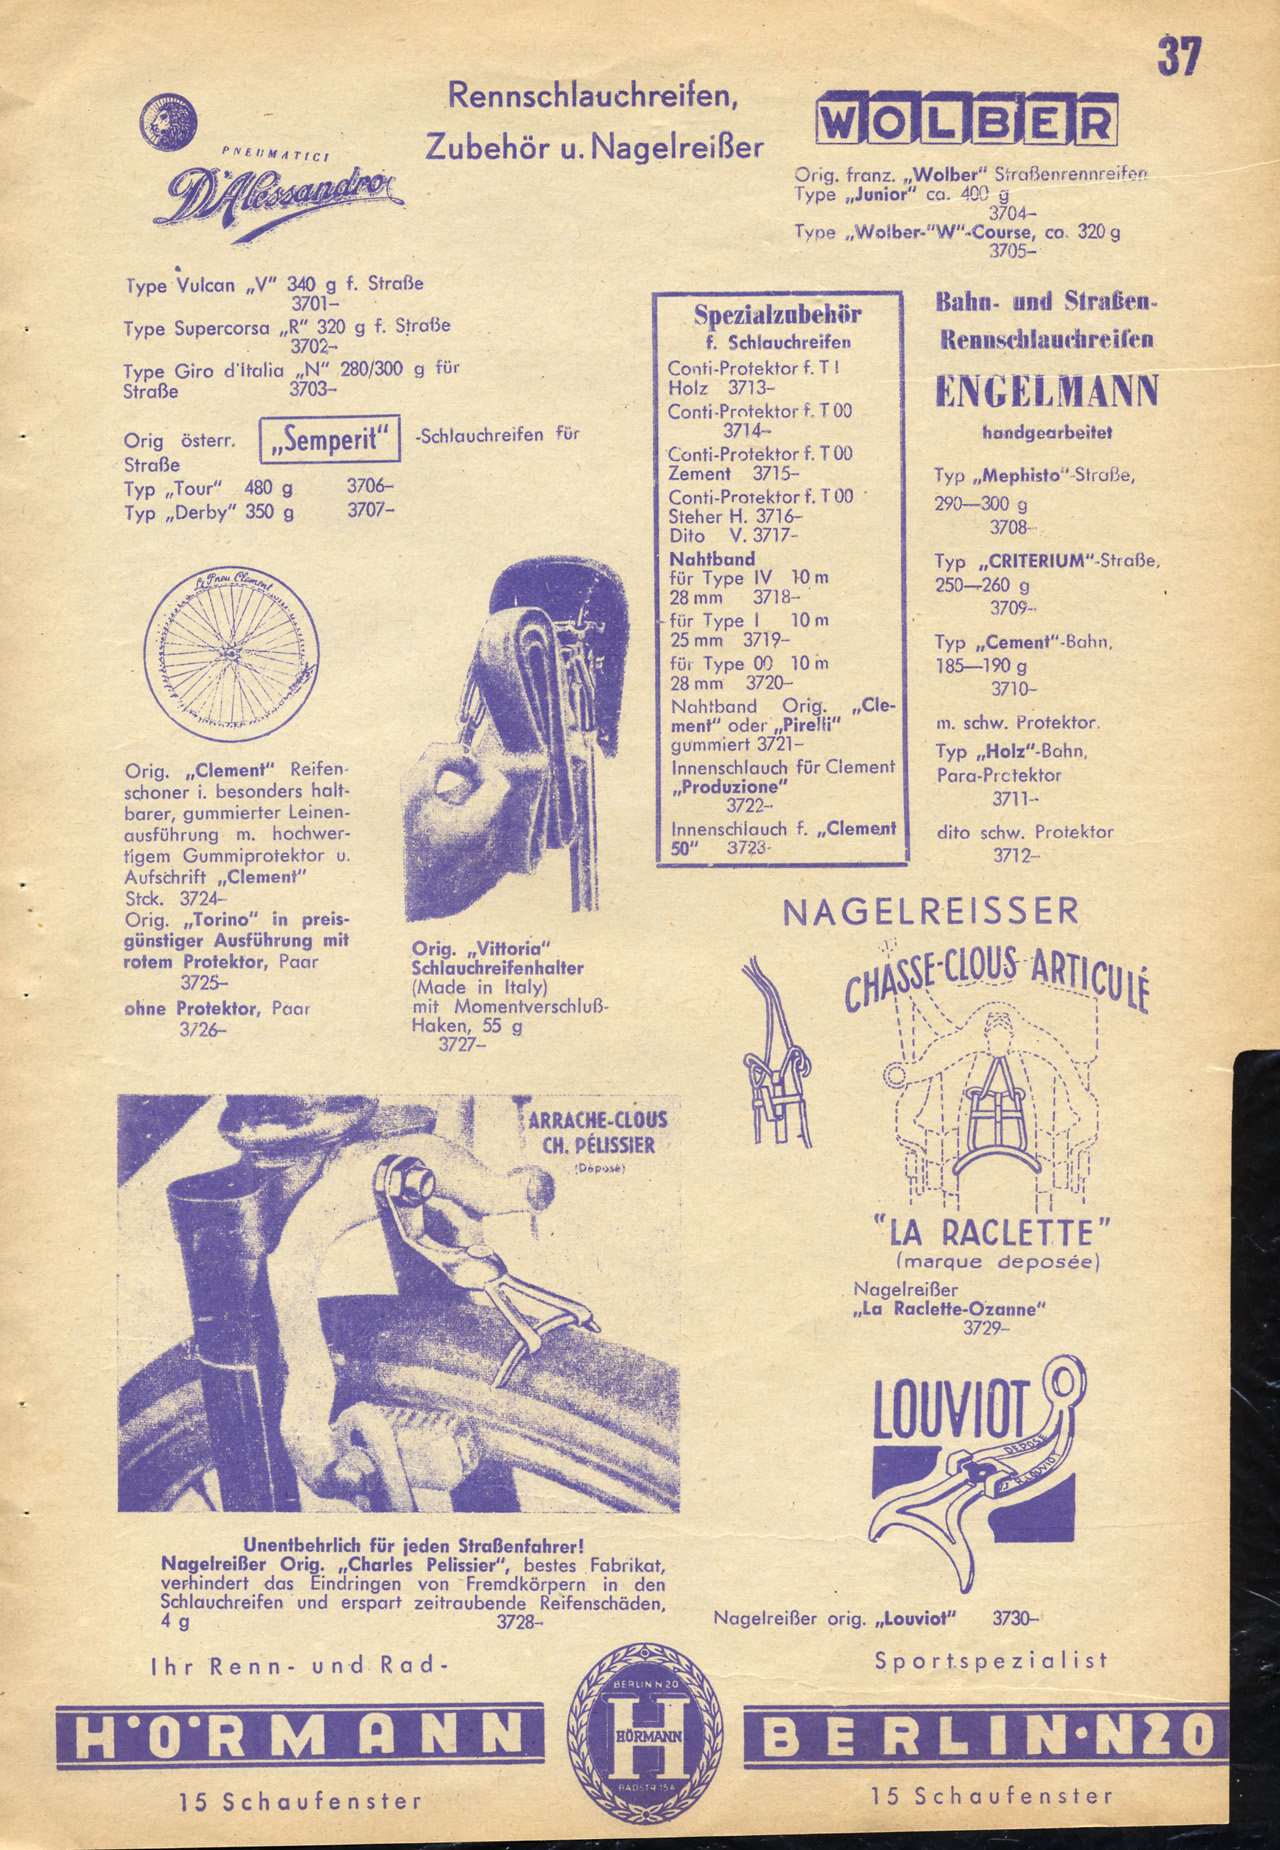 37
Rennschlauchreifen,
Zubehör u. Nagelreißer
PNEUMATICI
D'Alessandro
WOLBER
Orig. franz. „Wolber" Straßenrennreifen
Type „Junior" ca. 400 g
3704–
Type „Wolber-"W"-Course, ca. 320 g
3705–
Type Vulcan „V" 340 g f. Straße
3701–
Type Supercorsa „R" 320 g f. Straße
3702–
Type Giro d'Italia „N" 280/300 g für
Straße 3703–
Orig österr. „Semperit" -Schlauchreifen für
Straße
Typ „Tour" 480 g 3706–
Typ „Derby" 350 g 3707–
Le Pneu Clement
Orig. „Clement" Reifen-
schoner i. besonders halt-
barer, gummierter Leinen-
ausführung m. hochwer-
tigem Gummiprotektor u.
Aufschrift „Clement"
Stck. 3724–
Orig. „Torino" in preis-
günstiger Ausführung mit
rotem Protektor, Paar
3725–
ohne Protektor, Paar
3726–
Orig. „Vittoria"
Schlauchreifenhalter
(Made in Italy)
mit Momentverschluß-
Haken, 55 g
3727–
Spezialzubehör
f. Schlauchreifen
Conti-Protektor f. T I
Holz 3713–
Conti-Protektor f. T 00
3714–
Conti-Protektor f. T 00
Zement 3715–
Conti-Protektor f. T 00
Steher H. 3716–
Dito V. 3717–
Nahtband
für Type IV 10 m
28 mm 3718–
für Type I 10 m
25 mm 3719–
für Type 00 10 m
28 mm 3720–
Nahtband Orig. „Cle-
ment" oder „Pirelli"
gummiert 3721–
Innenschlauch für Clement
„Produzione"
3722–
Innenschlauch f. „Clement
50" 3723–
Bahn- und Straßen-
Rennschlauchreifen
ENGELMANN
handgearbeitet
Typ „Mephisto"-Straße,
290—300 g
3708–
Typ „CRITERIUM"-Straße,
250—260 g
3709–
Typ „Cement"-Bahn,
185—190 g
3710–
m. schw. Protektor.
Typ „Holz"-Bahn,
Para-Protektor
3711–
dito schw. Protektor
3712–
NAGELREISSER
CHASSE-CLOUS ARTICULÉ
"LA RACLETTE"
(marque deposée)
Nagelreißer
„La Raclette-Ozanne"
3729–
ARRACHE-CLOUS
CH. PÉLISSIER
(Déposé)
LOUVIOT
DEPOSE
LOUVIOT
Unentbehrlich für jeden Straßenfahrer!
Nagelreißer Orig. „Charles Pelissier", bestes Fabrikat,
verhindert das Eindringen von Fremdkörpern in den
Schlauchreifen und erspart zeitraubende Reifenschäden,
4 g 3728–
Nagelreißer orig. „Louviot" 3730–
Ihr Renn- und Rad-
Sportspezialist
HÖRMANN
BERLIN N 20
H
HÖRMANN
BADSTR 15A
BERLIN·N20
15 Schaufenster
15 Schaufenster